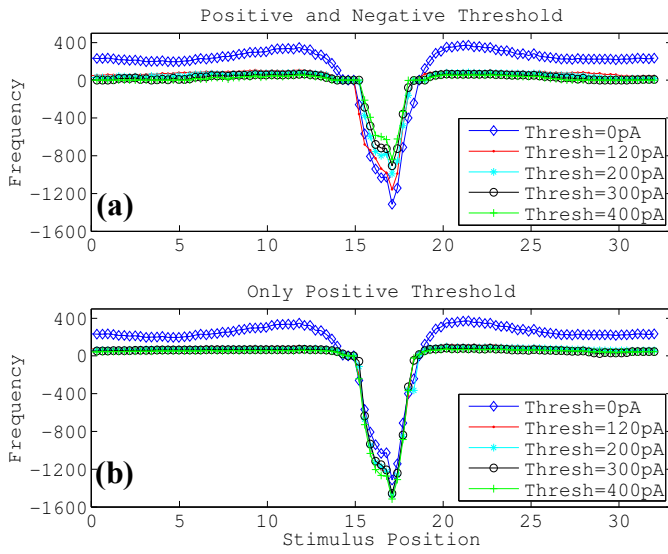 Positive and Negative Threshold
400
0
-400
-800
-1200
-1600
Frequency
(a)
Thresh=0pA
Thresh=120pA
Thresh=200pA
Thresh=300pA
Thresh=400pA
0 5 10 15 20 25 30
Only Positive Threshold
400
0
-400
-800
-1200
-1600
Frequency
(b)
Thresh=0pA
Thresh=120pA
Thresh=200pA
Thresh=300pA
Thresh=400pA
0 5 10 15 20 25 30
Stimulus Position